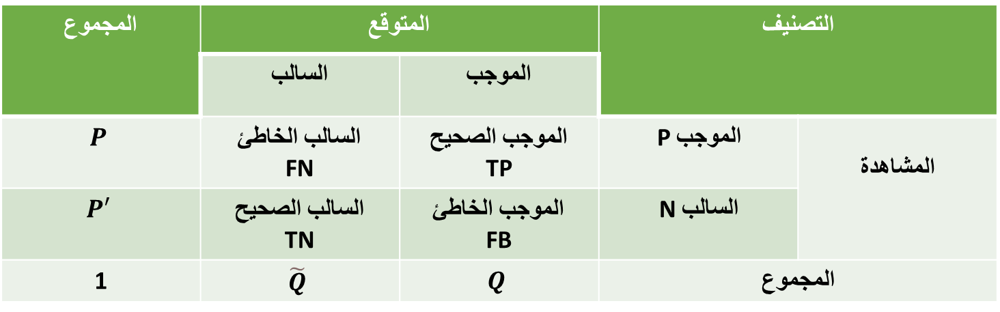 التصنيف
المتوقع
المجموع
الموجب
السالب
المشاهدة
الموجب P
الموجب الصحيح
TP
السالب الخاطئ
FN
P
السالب N
الموجب الخاطئ
FB
السالب الصحيح
TN
P′
المجموع
Q
Q̃
1